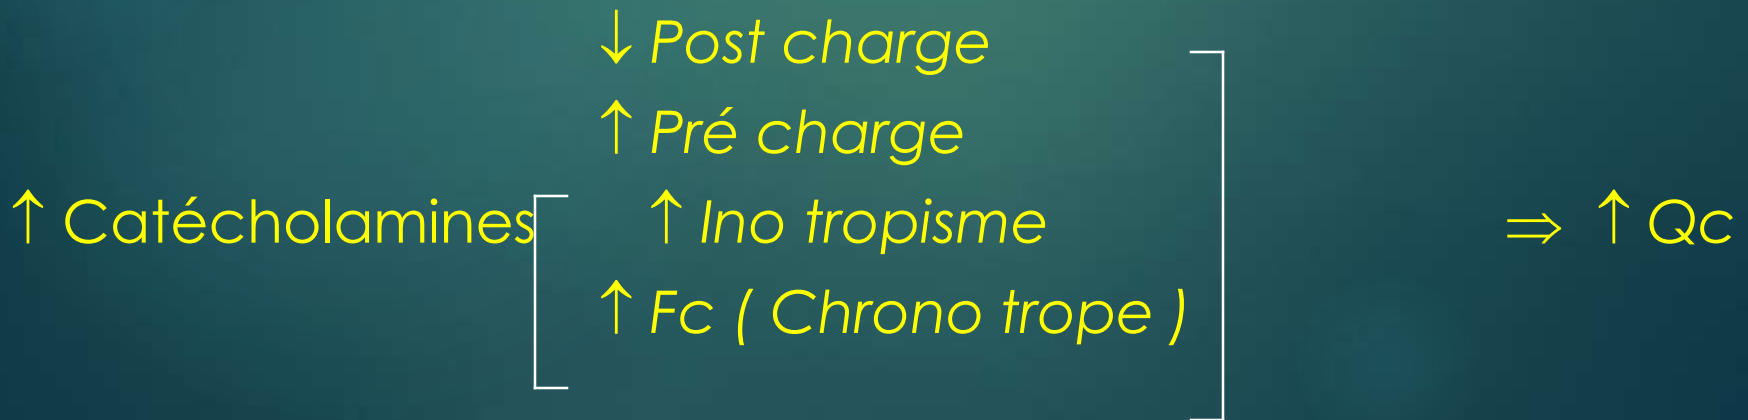 ↓ Post charge
↑ Pré charge
↑ Catécholamines ↑ Ino tropisme ⇒ ↑ Qc
↑ Fc ( Chrono trope )